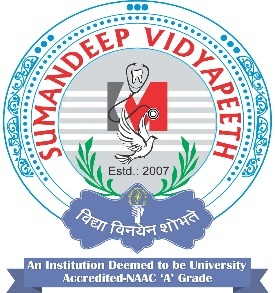 SUMANDEEP VIDYAPEETH
Estd.: 2007
विद्या विनयेन शोभते
An Institution Deemed to be University
Accredited-NAAC ‘A’ Grade